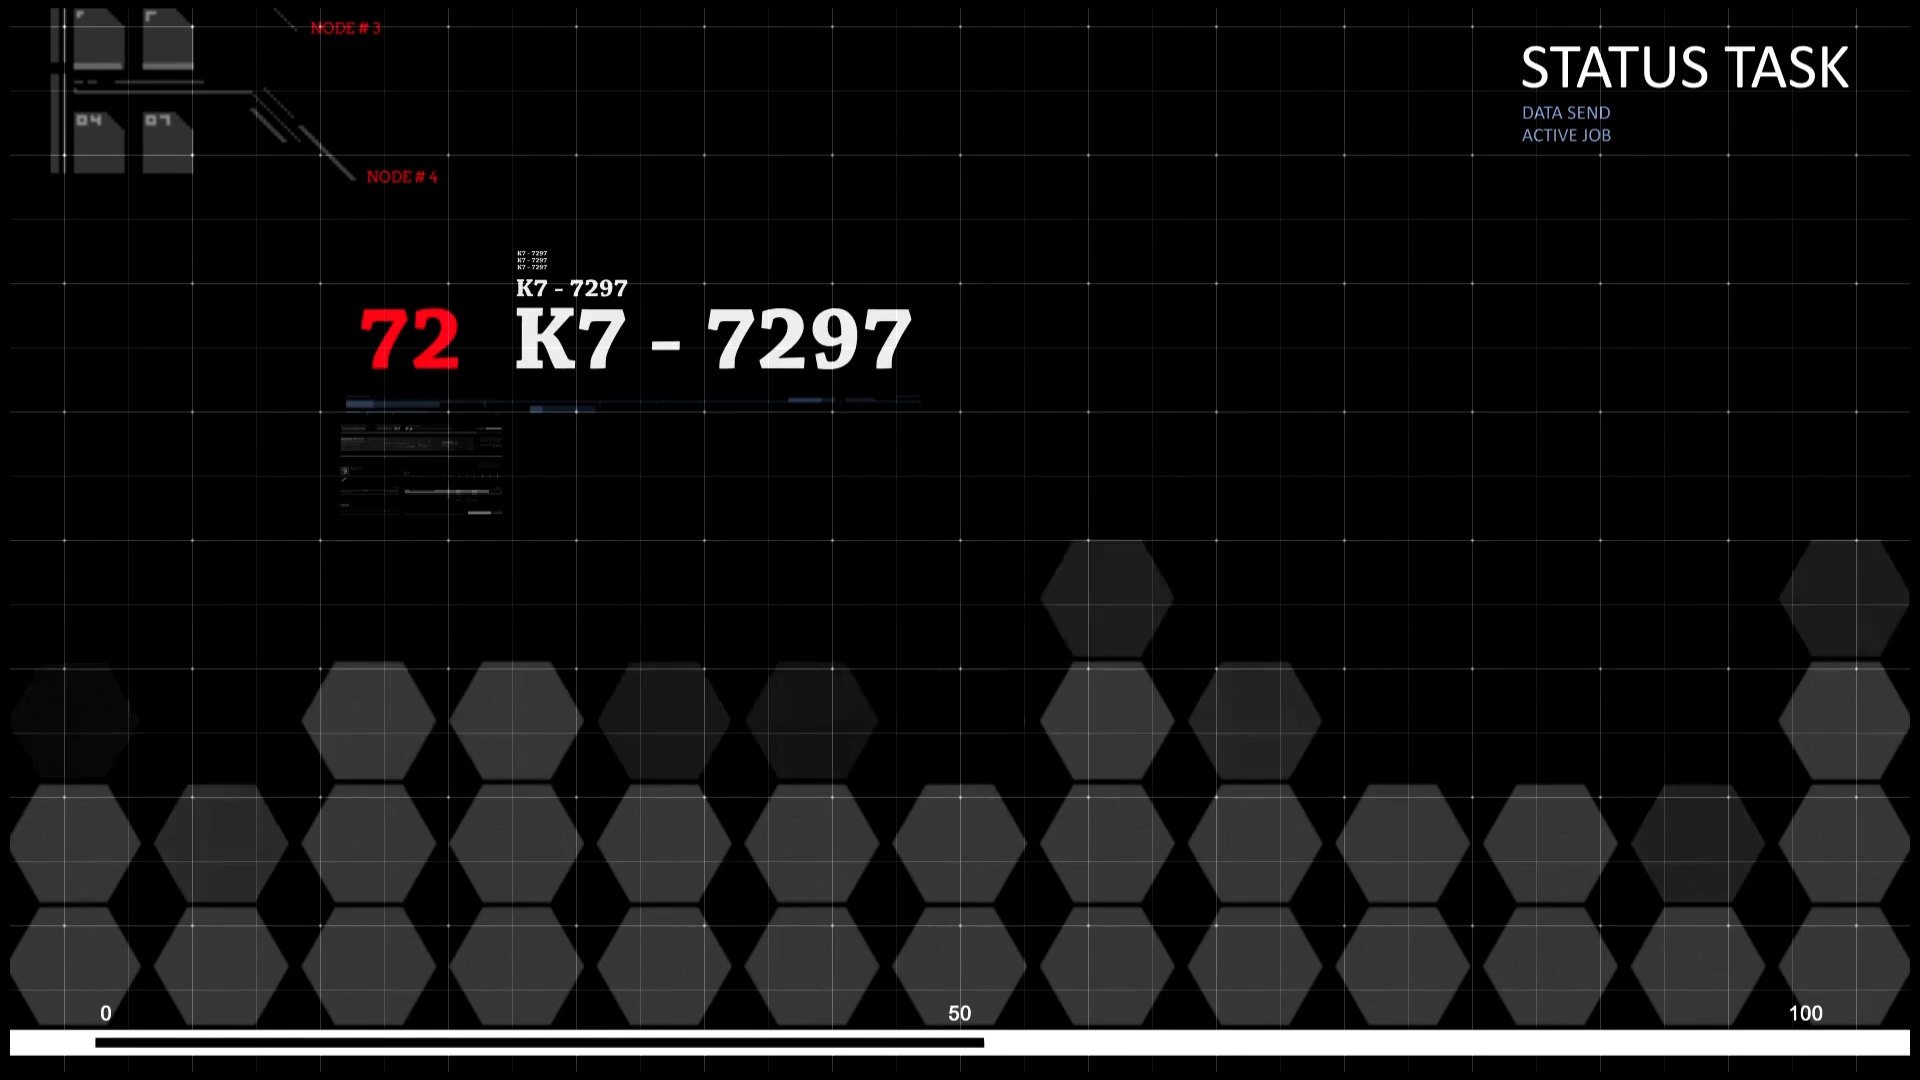 NODE # 3
STATUS TASK
DATA SEND
ACTIVE JOB
04 07
NODE # 4
K7 - 7297
K7 - 7297
K7 - 7297
K7 - 7297
72 K7 - 7297
0 50 100